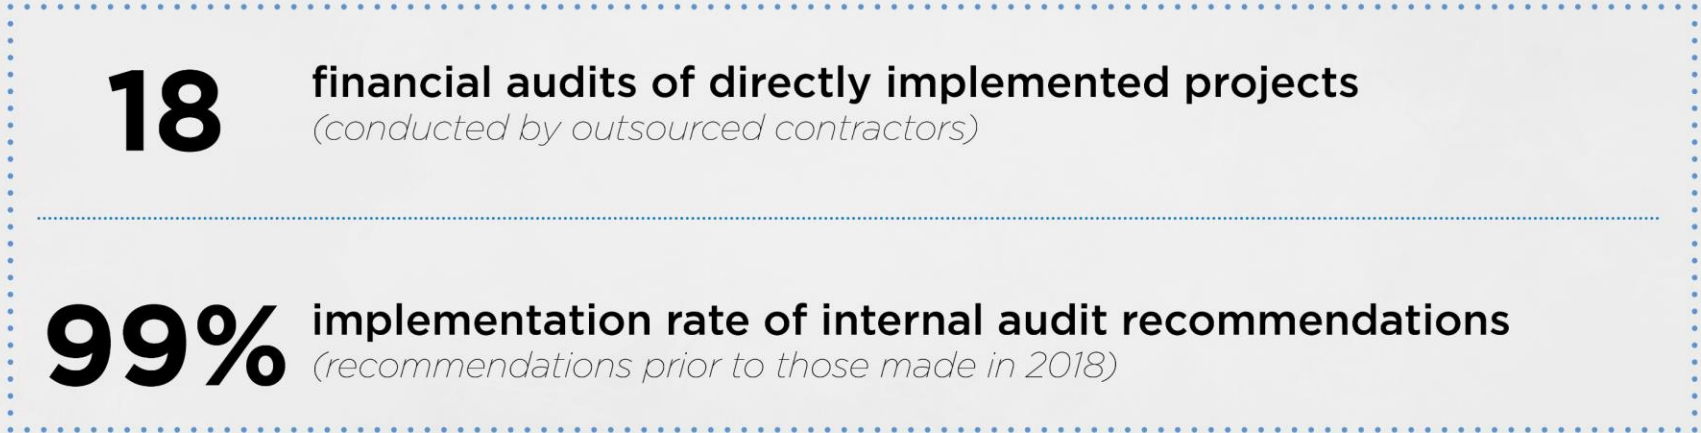 18
financial audits of directly implemented projects
(conducted by outsourced contractors)
99%
implementation rate of internal audit recommendations
(recommendations prior to those made in 2018)